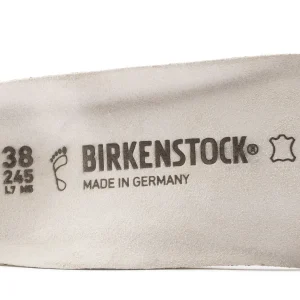 38
245
L7 M5
BIRKENSTOCK®
MADE IN GERMANY